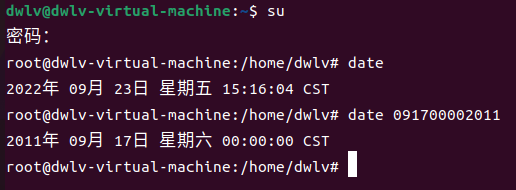 dwlv@dwlv-virtual-machine:~$ su
密码：
root@dwlv-virtual-machine:/home/dwlv# date
2022年 09月 23日 星期五 15:16:04 CST
root@dwlv-virtual-machine:/home/dwlv# date 091700002011
2011年 09月 17日 星期六 00:00:00 CST
root@dwlv-virtual-machine:/home/dwlv#